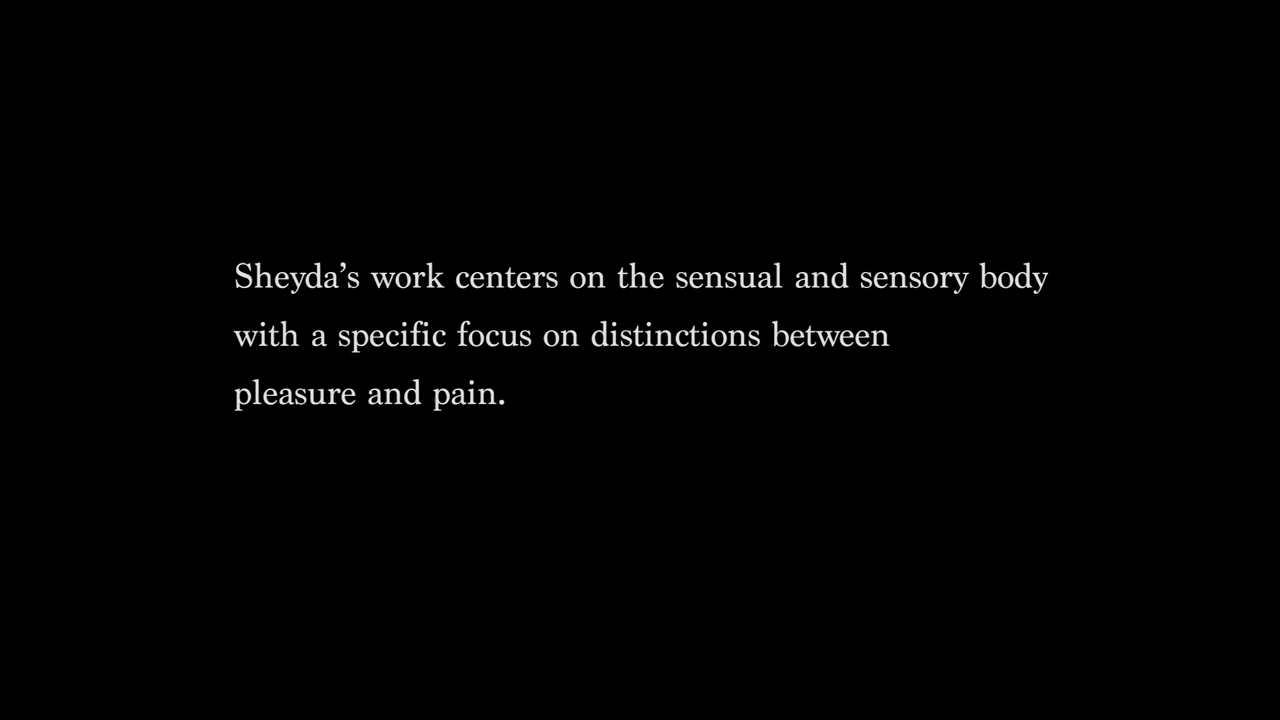 Sheyda’s work centers on the sensual and sensory body
with a specific focus on distinctions between
pleasure and pain.